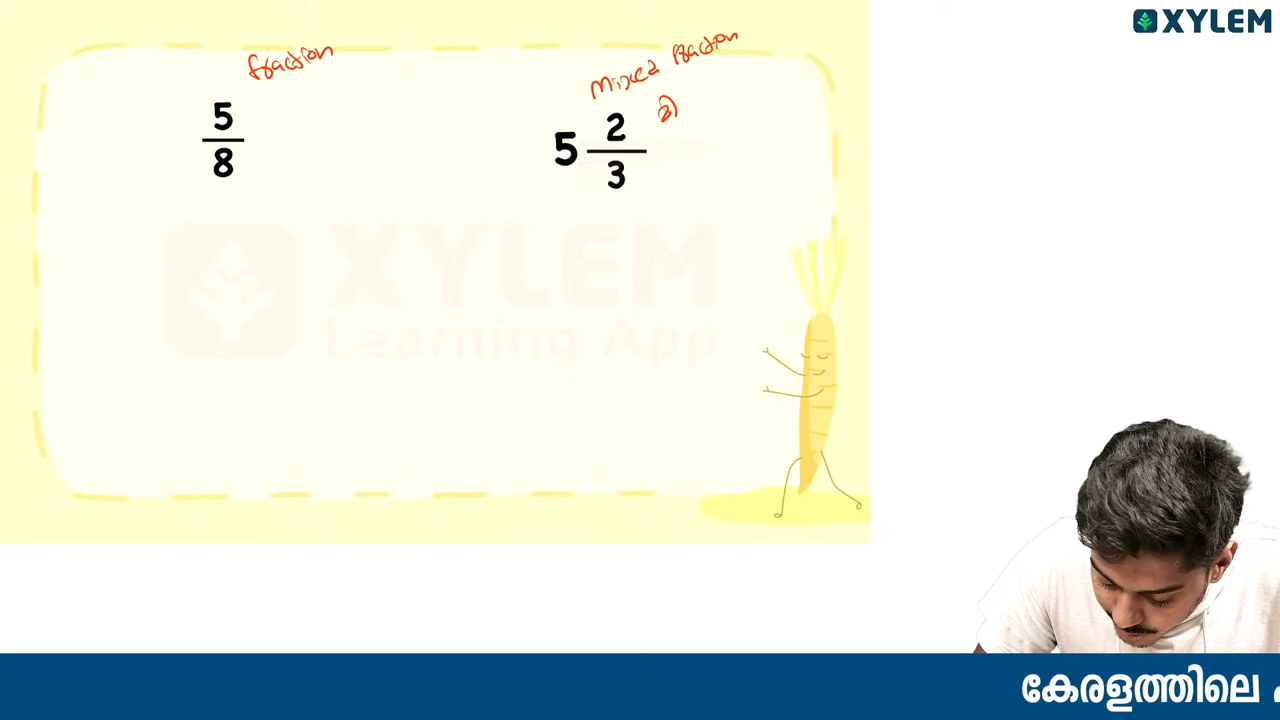 XYLEM
fraction
Mixed fraction
5
8
5 2
3
XYLEM
Learning App
കേരളത്തിലെ